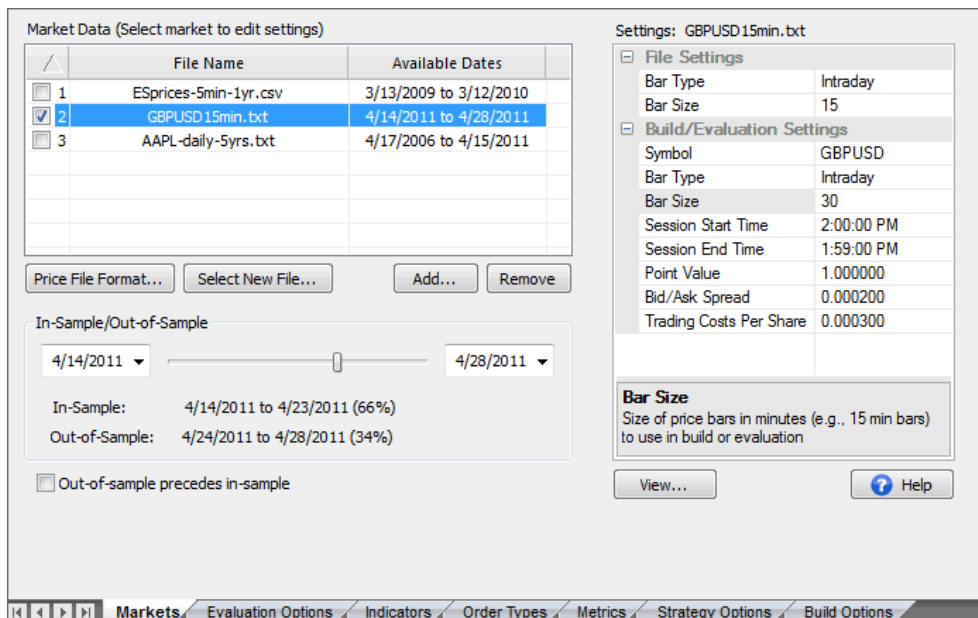 Market Data (Select market to edit settings)
File Name Available Dates
1 ESprices-5min-1yr.csv 3/13/2009 to 3/12/2010
2 GBPUSD15min.txt 4/14/2011 to 4/28/2011
3 AAPL-daily-5yrs.txt 4/17/2006 to 4/15/2011
Price File Format... Select New File... Add... Remove
In-Sample/Out-of-Sample
4/14/2011 4/28/2011
In-Sample: 4/14/2011 to 4/23/2011 (66%)
Out-of-Sample: 4/24/2011 to 4/28/2011 (34%)
Out-of-sample precedes in-sample
Settings: GBPUSD15min.txt
File Settings
Bar Type Intraday
Bar Size 15
Build/Evaluation Settings
Symbol GBPUSD
Bar Type Intraday
Bar Size 30
Session Start Time 2:00:00 PM
Session End Time 1:59:00 PM
Point Value 1.000000
Bid/Ask Spread 0.000200
Trading Costs Per Share 0.000300
Bar Size
Size of price bars in minutes (e.g., 15 min bars)
to use in build or evaluation
View... Help
Markets Evaluation Options Indicators Order Types Metrics Strategy Options Build Options